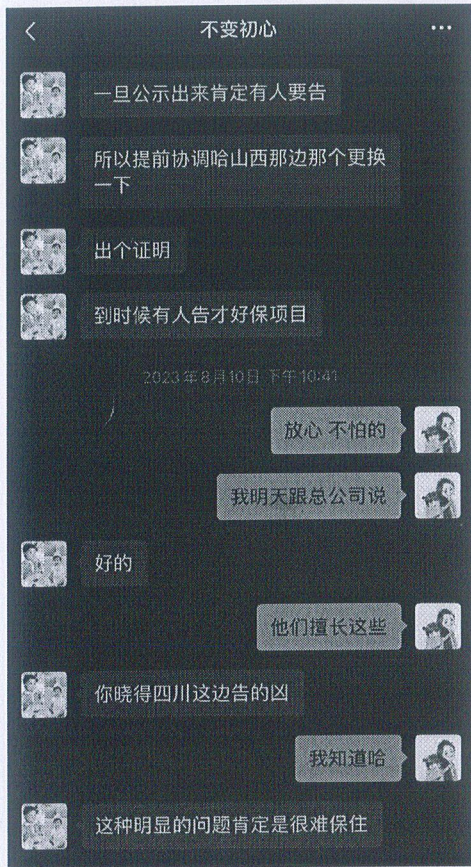 不变初心
一旦公示出来肯定有人要告
所以提前协调哈山西那边那个更换
一下
出个证明
到时候有人告才好保项目
2023年8月10日 下午10:41
放心 不怕的
我明天跟总公司说
好的
他们擅长这些
你晓得四川这边告的凶
我知道哈
这种明显的问题肯定是很难保住